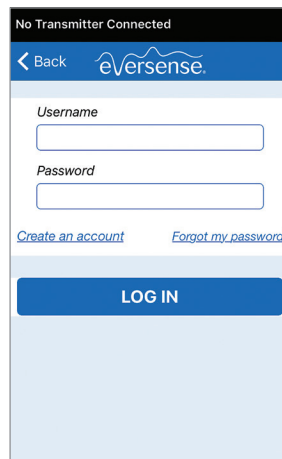 No Transmitter Connected
Back
eversense.
Username
Password
Create an account
Forgot my password
LOG IN